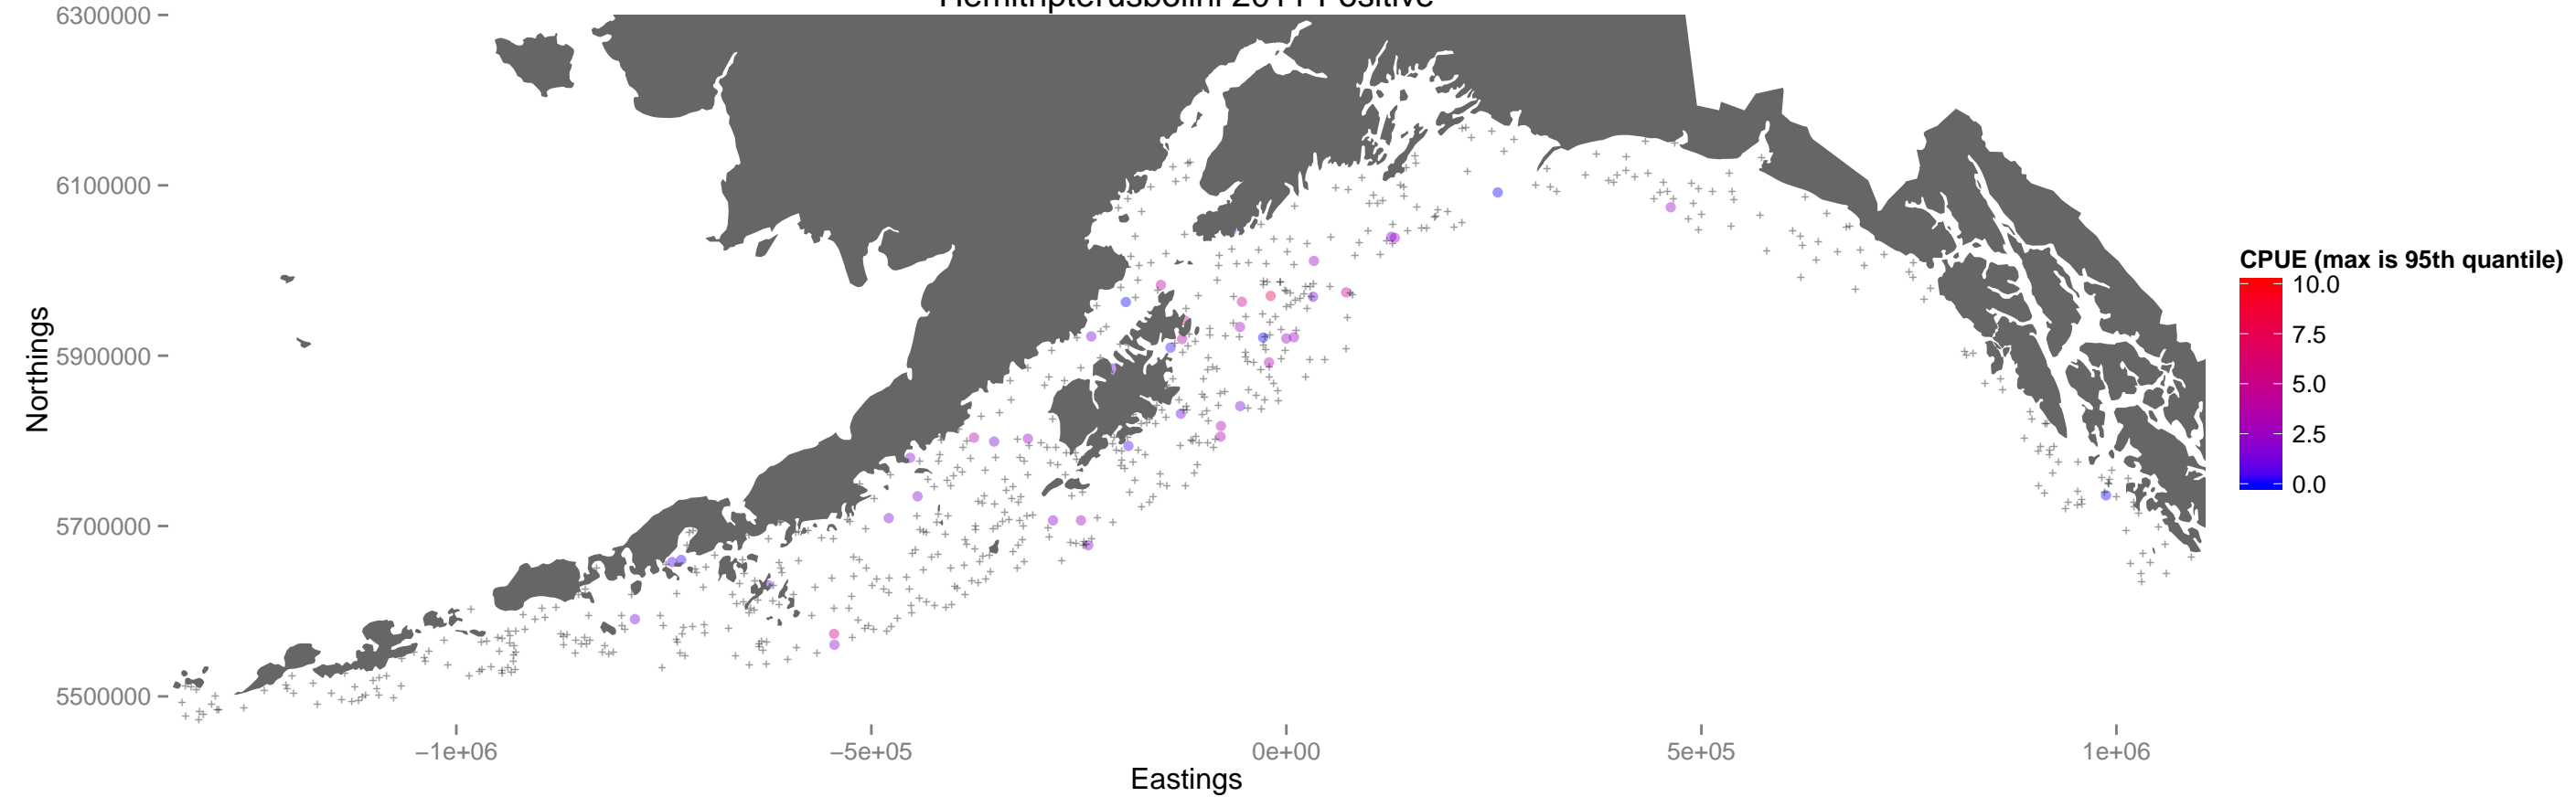 Hemitripterusbolini 2011 Positive
6300000
6100000
5900000
5700000
5500000
Northings
−1e+06
−5e+05
0e+00
5e+05
1e+06
Eastings
CPUE (max is 95th quantile)
10.0
7.5
5.0
2.5
0.0